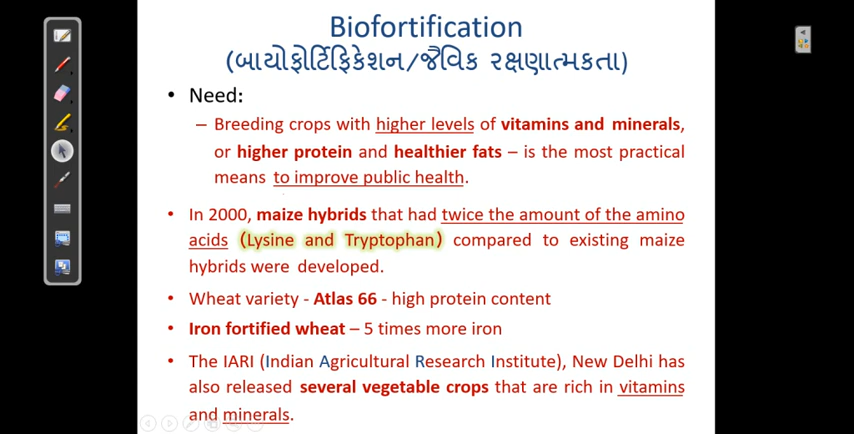 Biofortification
(બાયોફોર્ટિફિકેશન/જૈવિક રક્ષણાત્મકતા)
• Need:
– Breeding crops with higher levels of vitamins and minerals,
or higher protein and healthier fats – is the most practical
means to improve public health.
• In 2000, maize hybrids that had twice the amount of the amino
acids (Lysine and Tryptophan) compared to existing maize
hybrids were developed.
• Wheat variety - Atlas 66 - high protein content
• Iron fortified wheat – 5 times more iron
• The IARI (Indian Agricultural Research Institute), New Delhi has
also released several vegetable crops that are rich in vitamins
and minerals.